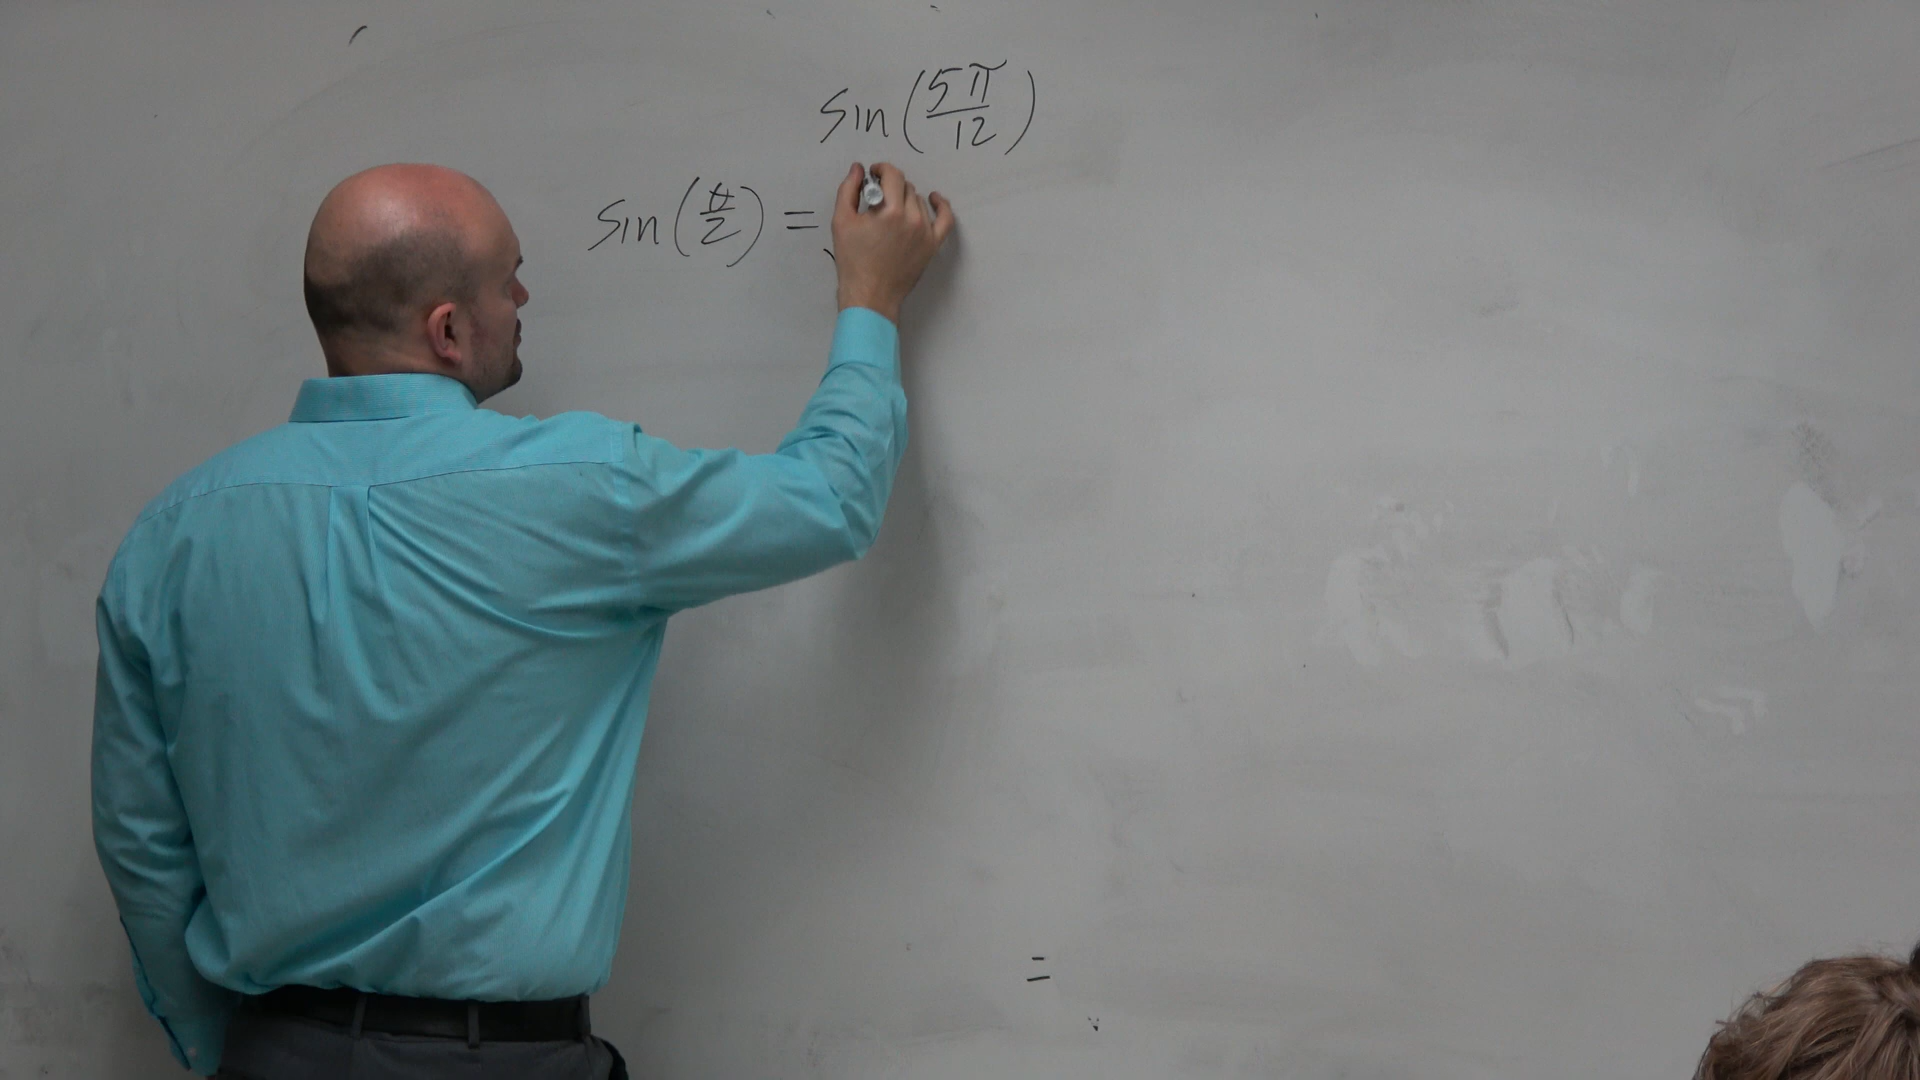 sin(5π/12)
sin(u/2) =
=